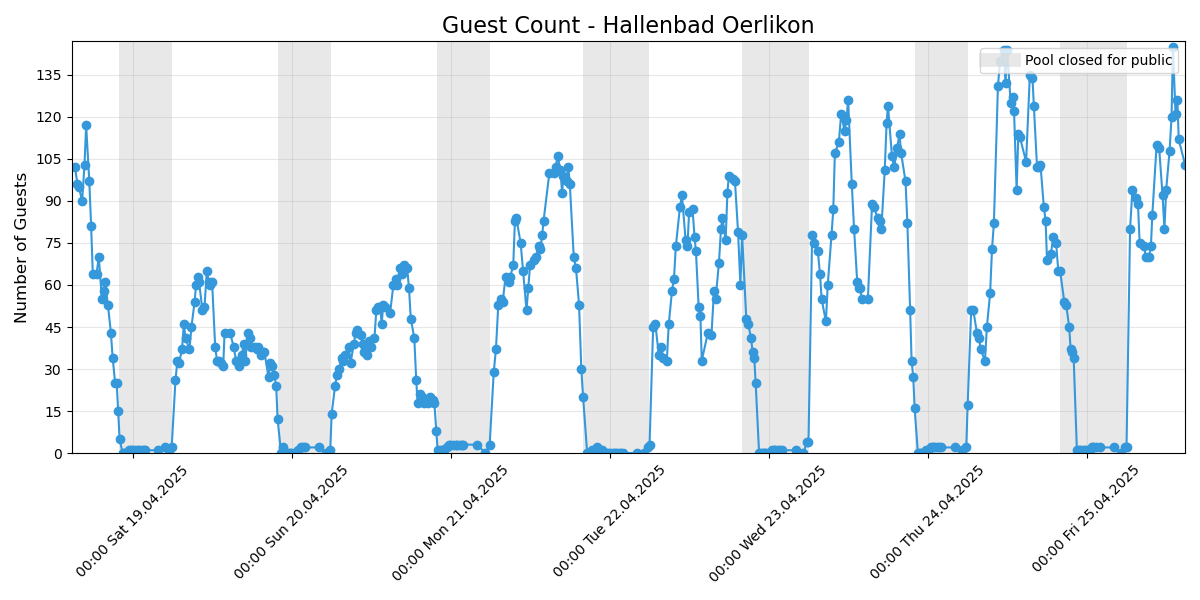 Guest Count - Hallenbad Oerlikon
Pool closed for public
Number of Guests
135
120
105
90
75
60
45
30
15
0
00:00 Sat 19.04.2025
00:00 Sun 20.04.2025
00:00 Mon 21.04.2025
00:00 Tue 22.04.2025
00:00 Wed 23.04.2025
00:00 Thu 24.04.2025
00:00 Fri 25.04.2025